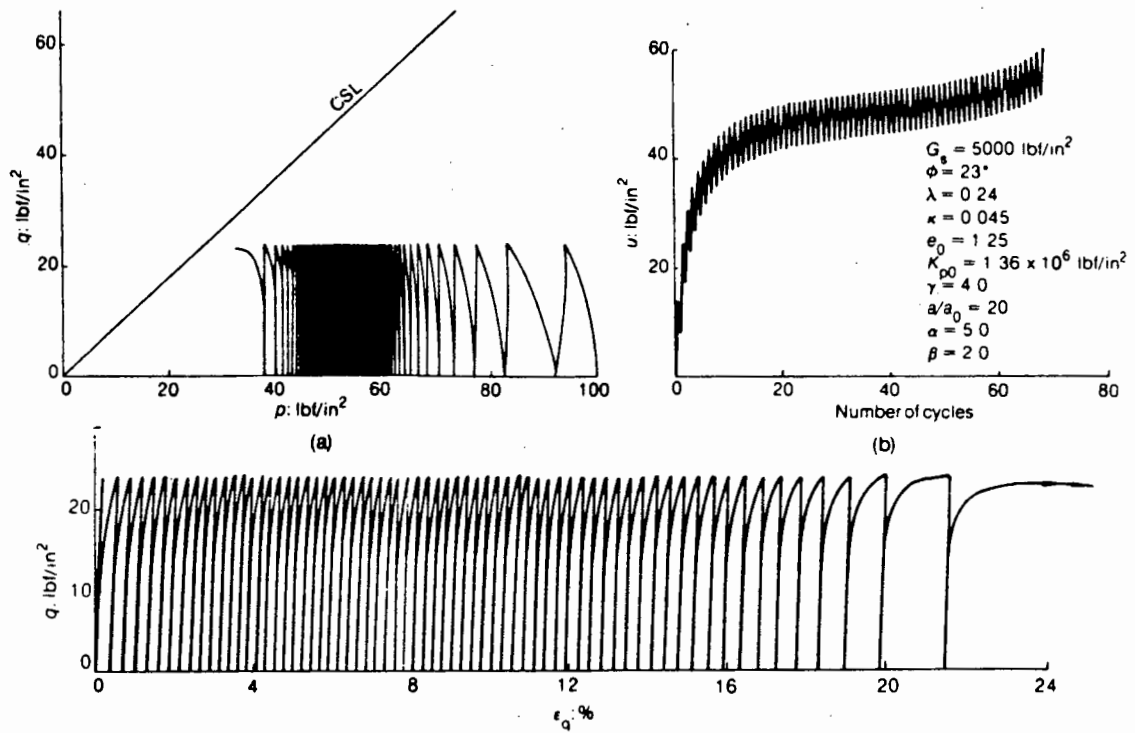 60
40
20
0
q: lbf/in²
CSL
0
20
40
60
80
100
p: lbf/in²
(a)
60
40
20
0
u: lbf/in²
G_s = 5000 lbf/in²
ϕ = 23°
λ = 0 24
κ = 0 045
e_0 = 1 25
K_p0 = 1 36 x 10⁶ lbf/in²
γ = 4 0
a/a_0 = 20
α = 5 0
β = 2 0
0
20
40
60
80
Number of cycles
(b)
20
10
0
q. lbf/in²
0
4
8
12
16
20
24
ε_q: %